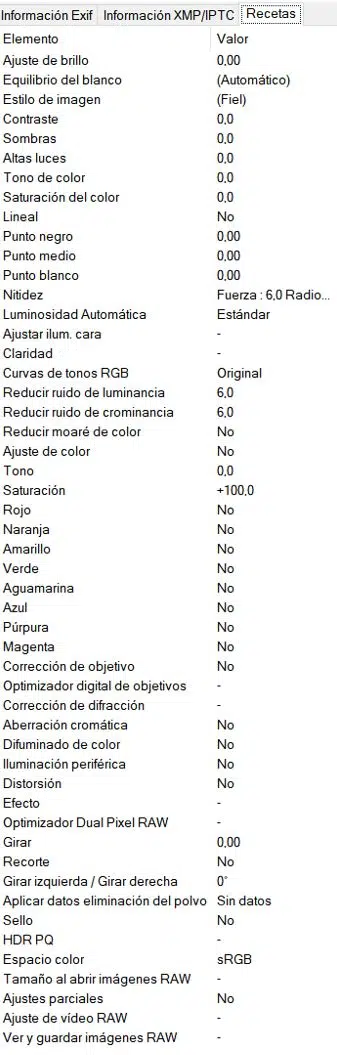 Información Exif Información XMP/IPTC Recetas
Elemento Valor
Ajuste de brillo 0,00
Equilibrio del blanco (Automático)
Estilo de imagen (Fiel)
Contraste 0,0
Sombras 0,0
Altas luces 0,0
Tono de color 0,0
Saturación del color 0,0
Lineal No
Punto negro 0,00
Punto medio 0,00
Punto blanco 0,00
Nitidez Fuerza : 6,0 Radio...
Luminosidad Automática Estándar
Ajustar ilum. cara -
Claridad -
Curvas de tonos RGB Original
Reducir ruido de luminancia 6,0
Reducir ruido de crominancia 6,0
Reducir moaré de color No
Ajuste de color No
Tono 0,0
Saturación +100,0
Rojo No
Naranja No
Amarillo No
Verde No
Aguamarina No
Azul No
Púrpura No
Magenta No
Corrección de objetivo No
Optimizador digital de objetivos -
Corrección de difracción -
Aberración cromática No
Difuminado de color No
Iluminación periférica No
Distorsión No
Efecto -
Optimizador Dual Pixel RAW -
Girar 0,00
Recorte No
Girar izquierda / Girar derecha 0°
Aplicar datos eliminación del polvo Sin datos
Sello No
HDR PQ -
Espacio color sRGB
Tamaño al abrir imágenes RAW -
Ajustes parciales No
Ajuste de vídeo RAW -
Ver y guardar imágenes RAW -